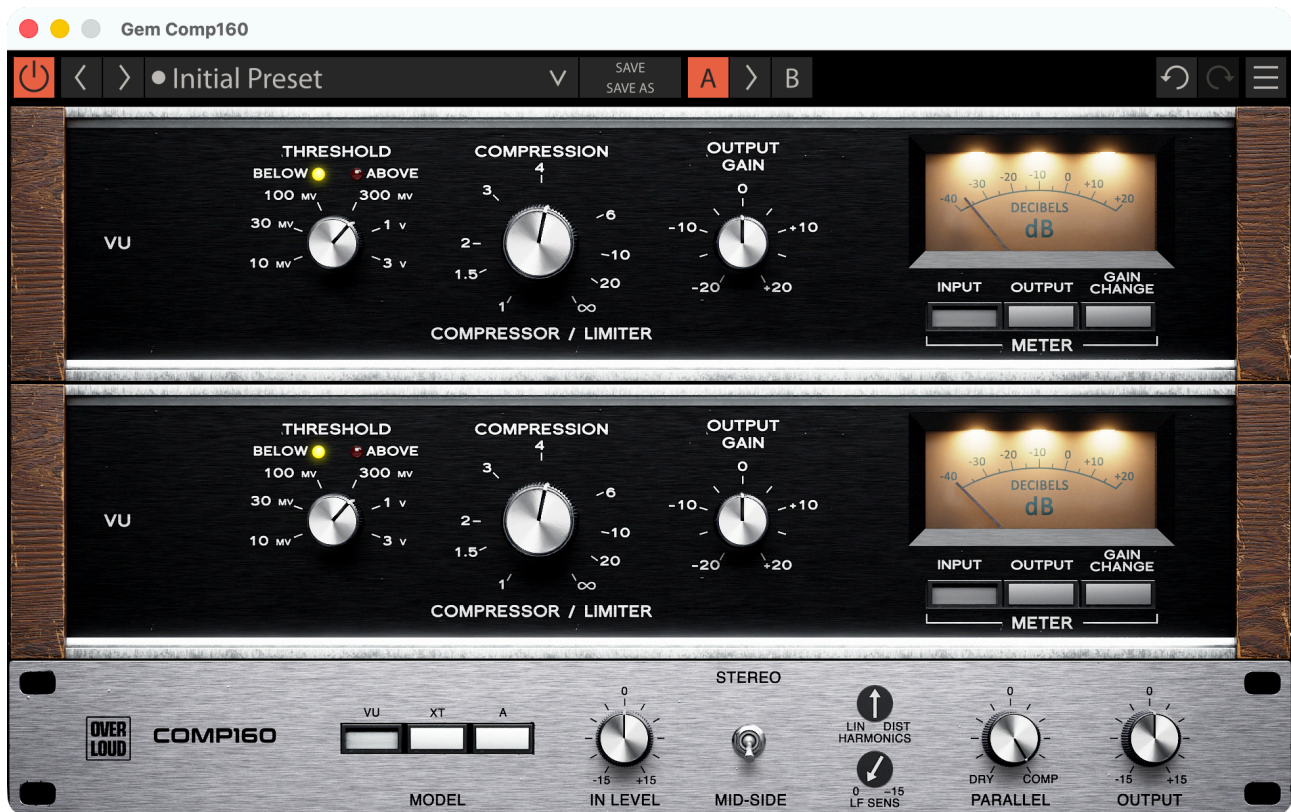 Gem Comp160
Initial Preset
SAVE
SAVE AS
A
B
THRESHOLD
BELOW ABOVE
100 MV 300 MV
30 MV 1 V
10 MV 3 V
VU
COMPRESSION
4
3 6
2 10
1.5 20
1 ∞
COMPRESSOR / LIMITER
OUTPUT
GAIN
0
-10 +10
-20 +20
-40 -30 -20 -10 0 +10 +20
DECIBELS
dB
INPUT OUTPUT GAIN
CHANGE
METER
THRESHOLD
BELOW ABOVE
100 MV 300 MV
30 MV 1 V
10 MV 3 V
VU
COMPRESSION
4
3 6
2 10
1.5 20
1 ∞
COMPRESSOR / LIMITER
OUTPUT
GAIN
0
-10 +10
-20 +20
-40 -30 -20 -10 0 +10 +20
DECIBELS
dB
INPUT OUTPUT GAIN
CHANGE
METER
OVER
LOUD
COMP160
VU XT A
MODEL
0
-15 +15
IN LEVEL
STEREO
MID-SIDE
LIN DIST
HARMONICS
0 -15
LF SENS
0
DRY COMP
PARALLEL
0
-15 +15
OUTPUT